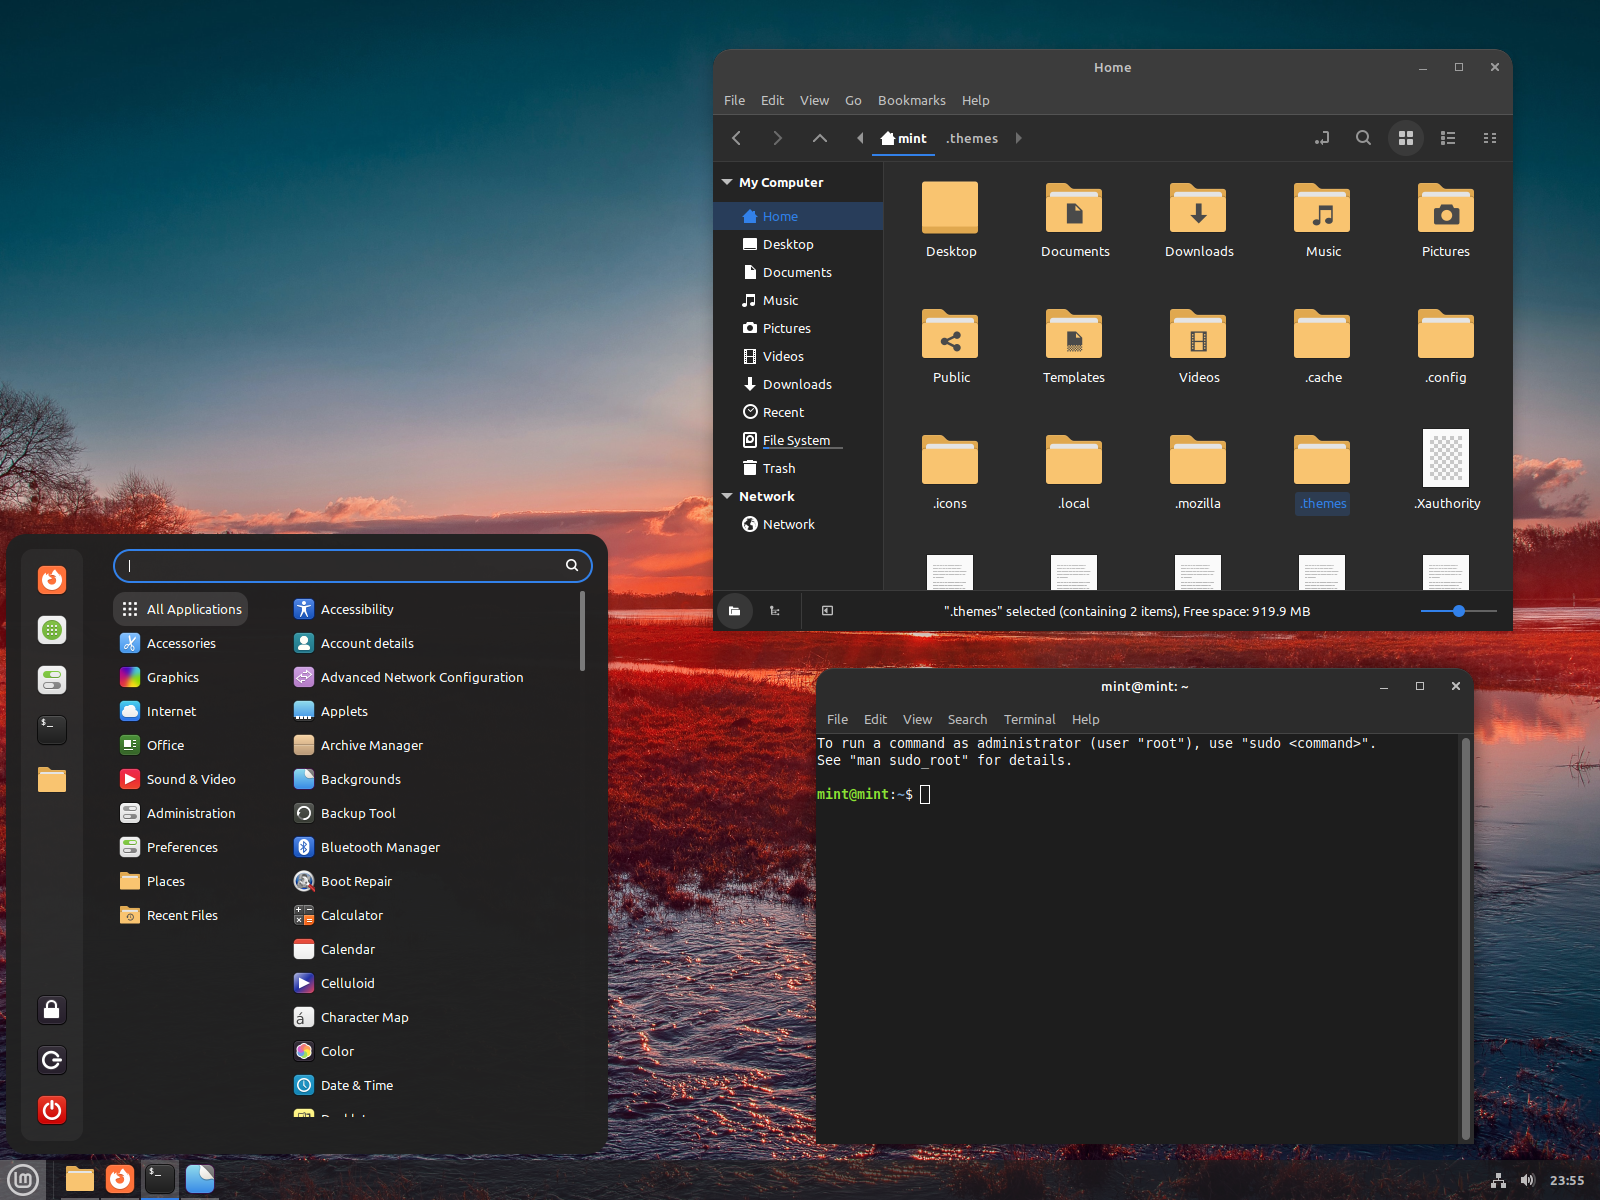 Home
File Edit View Go Bookmarks Help
mint .themes
My Computer
Home
Desktop
Documents
Music
Pictures
Videos
Downloads
Recent
File System
Trash
Network
Network
Desktop Documents Downloads Music Pictures
Public Templates Videos .cache .config
.icons .local .mozilla .themes .Xauthority
".themes" selected (containing 2 items), Free space: 919.9 MB
All Applications
Accessories
Graphics
Internet
Office
Sound & Video
Administration
Preferences
Places
Recent Files
Accessibility
Account details
Advanced Network Configuration
Applets
Archive Manager
Backgrounds
Backup Tool
Bluetooth Manager
Boot Repair
Calculator
Calendar
Celluloid
Character Map
Color
Date & Time
mint@mint: ~
File Edit View Search Terminal Help
To run a command as administrator (user "root"), use "sudo <command>".
See "man sudo_root" for details.
mint@mint:~$
23:55